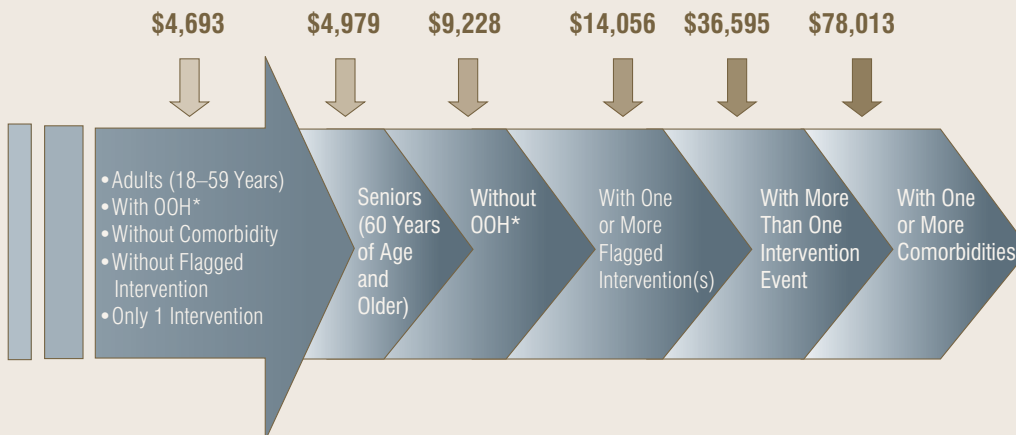 $4,693
$4,979
$9,228
$14,056
$36,595
$78,013
•Adults (18–59 Years)
•With OOH*
•Without Comorbidity
•Without Flagged
Intervention
•Only 1 Intervention
Seniors
(60 Years
of Age
and
Older)
Without
OOH*
With One
or More
Flagged
Intervention(s)
With More
Than One
Intervention
Event
With One
or More
Comorbidities